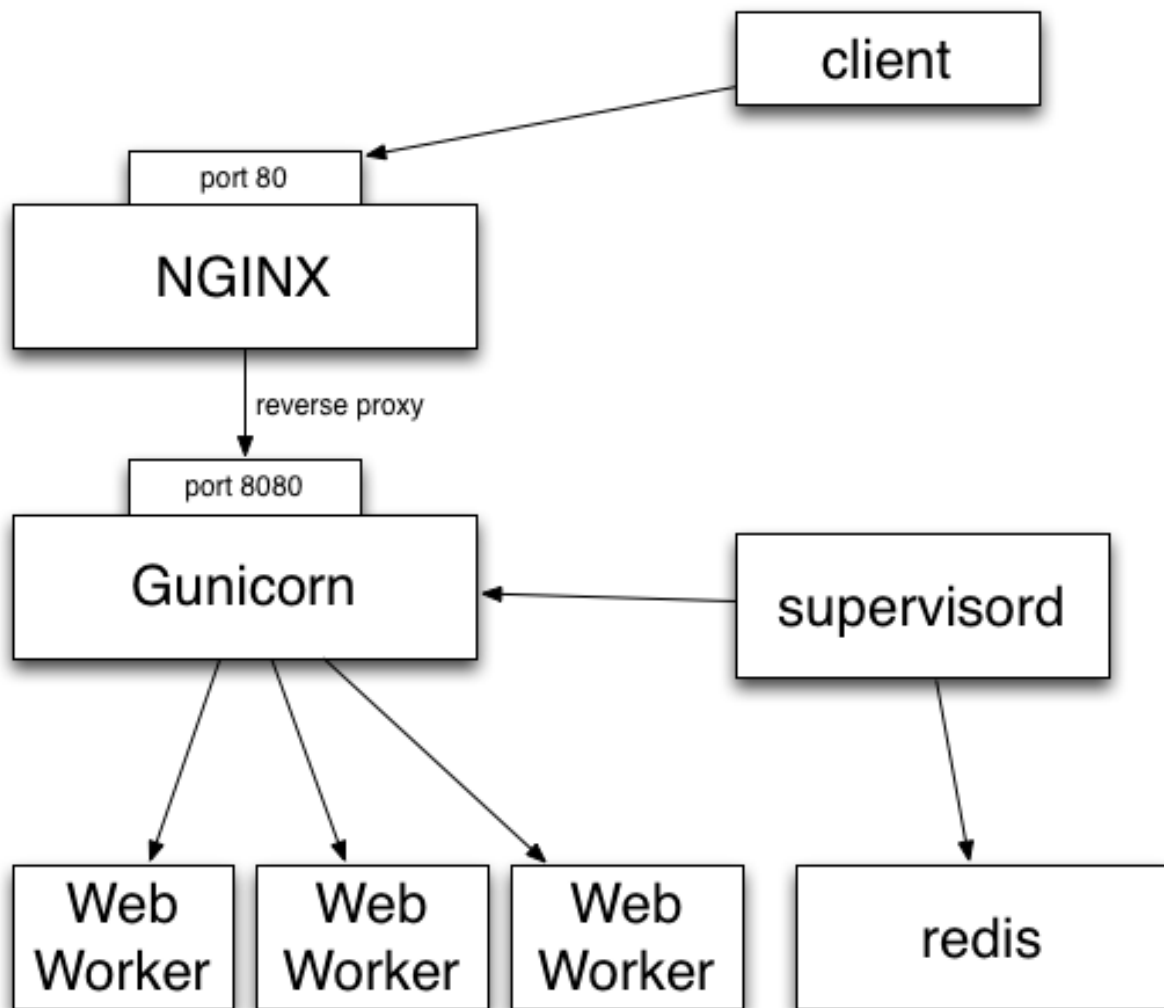 client
port 80
NGINX
reverse proxy
port 8080
Gunicorn
supervisord
Web
Worker
Web
Worker
Web
Worker
redis